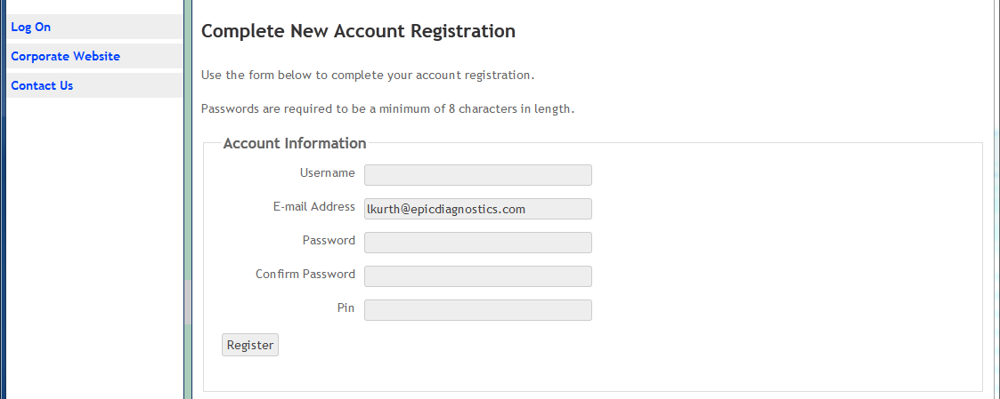 Log On
Corporate Website
Contact Us
Complete New Account Registration
Use the form below to complete your account registration.
Passwords are required to be a minimum of 8 characters in length.
Account Information
Username
E-mail Address lkurth@epicdiagnostics.com
Password
Confirm Password
Pin
Register